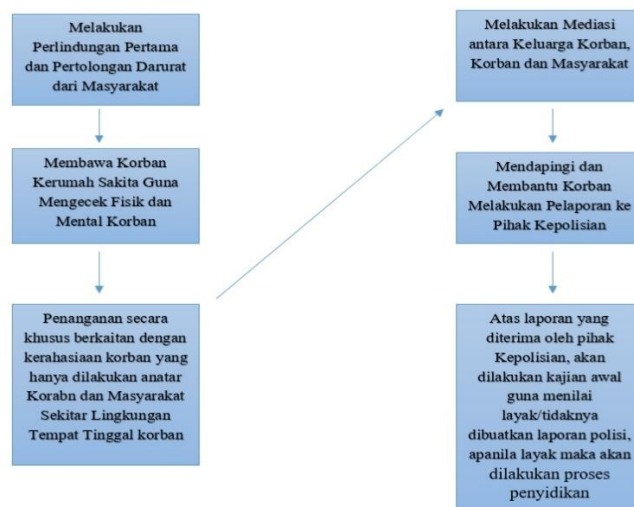 Melakukan
Perlindungan Pertama
dan Pertolongan Darurat
dari Masyarakat
Membawa Korban
Kerumah Sakita Guna
Mengecek Fisik dan
Mental Korban
Penanganan secara
khusus berkaitan dengan
kerahasiaan korban yang
hanya dilakukan anatar
Korabn dan Masyarakat
Sekitar Lingkungan
Tempat Tinggal korban
Melakukan Mediasi
antara Keluarga Korban,
Korban dan Masyarakat
Mendapingi dan
Membantu Korban
Melakukan Pelaporan ke
Pihak Kepolisian
Atas laporan yang
diterima oleh pihak
Kepolisian, akan
dilakukan kajian awal
guna menilai
layak/tidaknya
dibuatkan laporan polisi,
apanila layak maka akan
dilakukan proses
penyidikan